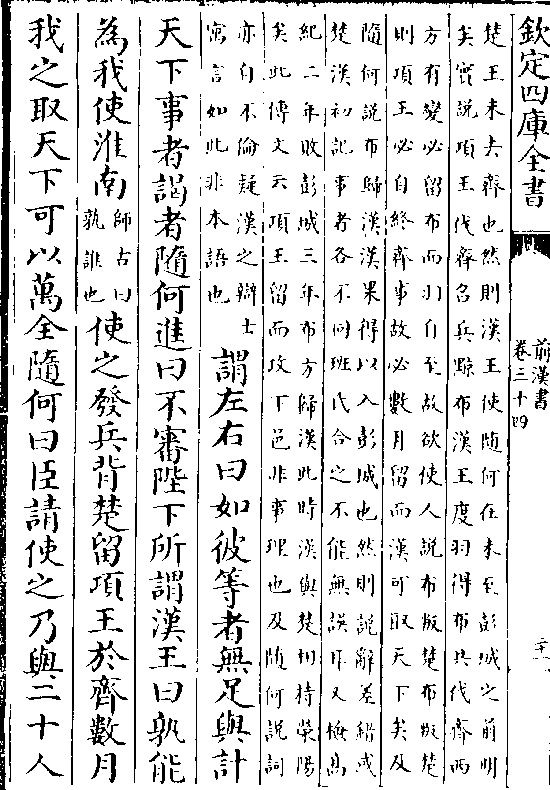 欽定四庫全書
前漢書
卷三十四
二十一
楚王未去齊也然則漢王使隨何在未至彭城之前明
矣實説項王伐齊召兵黥布漢王度羽得布共伐齊西
方有變必留布而羽自至故欲使人説布叛楚布叛楚
則項王必自終齊事故必數月留而漢可取天下矣及
隨何説布歸漢漢果得以入彭城也然則説辭差繆或
楚漢初記事者各不同班氏合之不能無誤耳又檢高
紀二年敗彭城三年布方歸漢此時漢與楚相持滎陽
矣此傳文云項王留而攻下邑非事理也及隨何説詞
亦自不倫疑漢之辯士
寓言如此非本語也
謂左右曰如彼等者無足與計
天下事者謁者隨何進曰不審陛下所謂漢王曰孰能
為我使淮南
師古曰
孰誰也
使之發兵背楚留項王於齊數月
我之取天下可以萬全隨何曰臣請使之乃與二十人